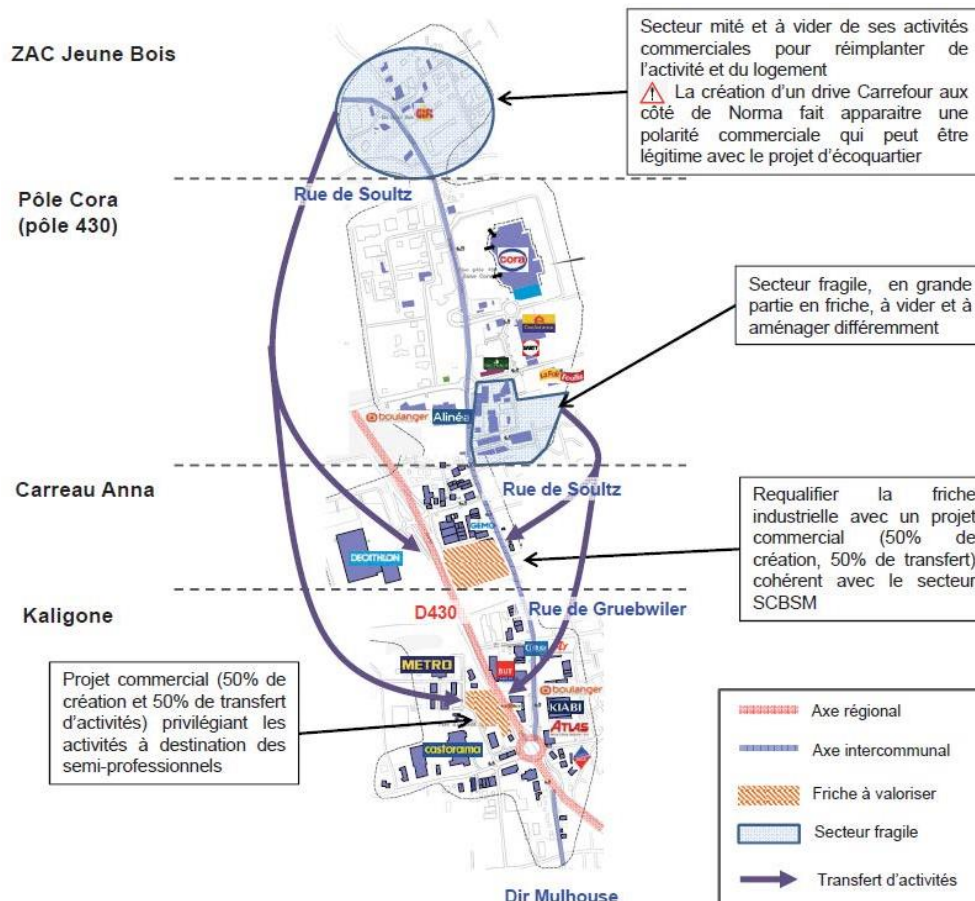 ZAC Jeune Bois
Secteur mité et à vider de ses activités
commerciales pour réimplanter de
l'activité et du logement
La création d'un drive Carrefour aux
côté de Norma fait apparaitre une
polarité commerciale qui peut être
légitime avec le projet d'écoquartier
Rue de Soultz
Pôle Cora
(pôle 430)
cora
Secteur fragile, en grande
partie en friche, à vider et à
aménager différemment
boulanger
Alinéa
Carreau Anna
Rue de Soultz
GEMO
DECATHLON
Requalifier la friche
industrielle avec un projet
commercial (50% de
création, 50% de transfert)
cohérent avec le secteur
SCBSM
D430
Rue de Gruebwiler
Kaligone
METRO
BUT
boulanger
KIABI
ATLAS
castorama
Projet commercial (50% de
création et 50% de transfert
d'activités) privilégiant les
activités à destination des
semi-professionnels
Axe régional
Axe intercommunal
Friche à valoriser
Secteur fragile
Transfert d'activités
Dir Mulhouse